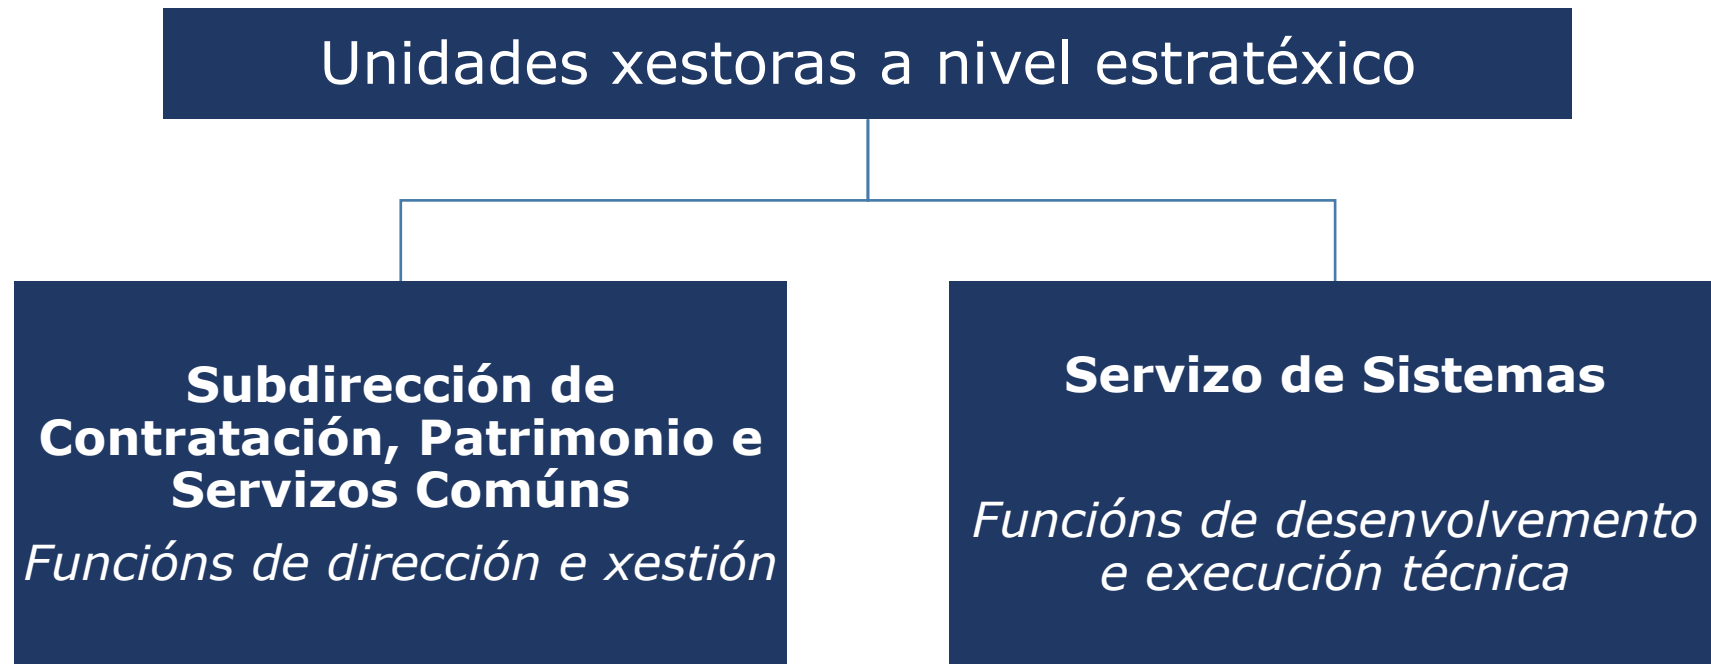 Unidades xestoras a nivel estratéxico
Subdirección de
Contratación, Patrimonio e
Servizos Comúns
Funcións de dirección e xestión
Servizo de Sistemas
Funcións de desenvolvemento
e execución técnica